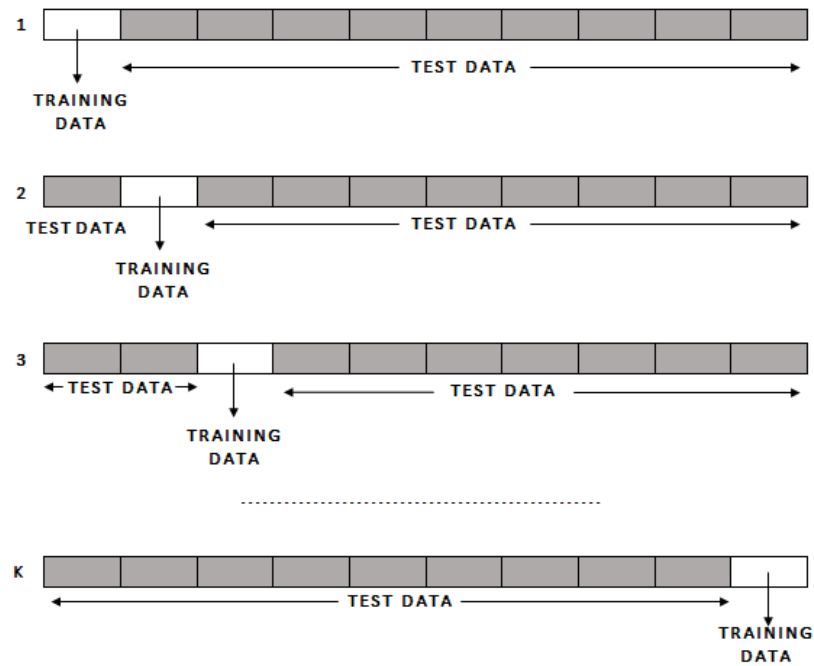 1
TEST DATA
TRAINING
DATA
2
TEST DATA
TEST DATA
TRAINING
DATA
3
TEST DATA
TEST DATA
TRAINING
DATA
K
TEST DATA
TRAINING
DATA